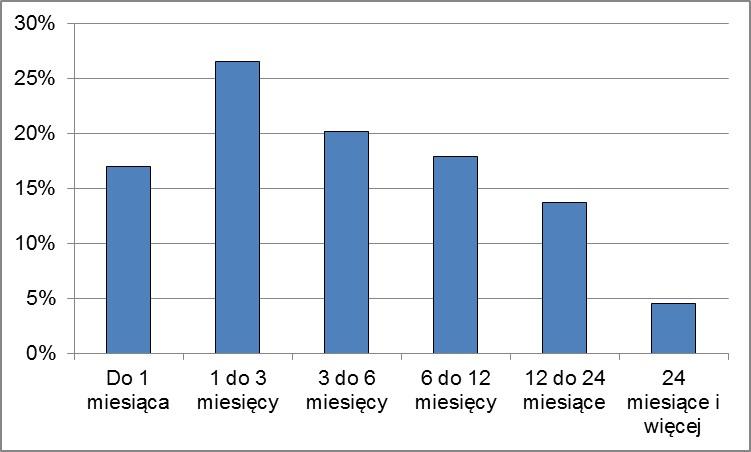 30%
25%
20%
15%
10%
5%
0%
Do 1
miesiąca
1 do 3
miesięcy
3 do 6
miesięcy
6 do 12
miesięcy
12 do 24
miesiące
24
miesiące i
więcej